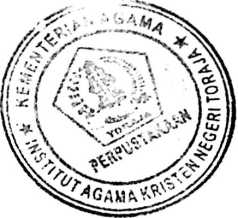 KEMENTERIAN AGAMA
PERPUSTAKAAN
INSTITUT AGAMA KRISTEN NEGERI TORAJA